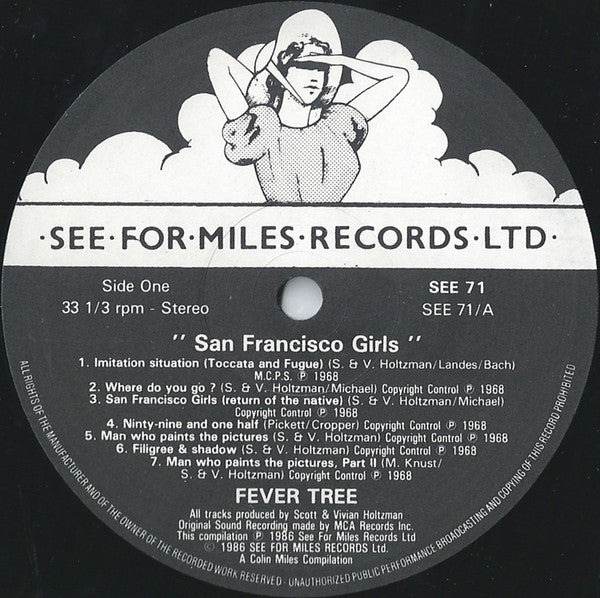 ·SEE·FOR·MILES·RECORDS·LTD·
Side One
33 1/3 rpm - Stereo
SEE 71
SEE 71/A
" San Francisco Girls "
1. Imitation situation (Toccata and Fugue) (S. & V. Holtzman/Landes/Bach)
M.C.P.S. ℗ 1968
2. Where do you go ? (S. & V. Holtzman/Michael) Copyright Control ℗ 1968
3. San Francisco Girls (return of the native) (S. & V. Holtzman/Michael)
Copyright Control ℗ 1968
4. Ninty-nine and one half (Pickett/Cropper) Copyright Control ℗ 1968
5. Man who paints the pictures (S. & V. Holtzman) Copyright Control ℗ 1968
6. Filigree & shadow (S. & V. Holtzman) Copyright Control ℗ 1968
7. Man who paints the pictures, Part II (M. Knust/
S. & V. Holtzman) Copyright Control ℗ 1968
FEVER TREE
All tracks produced by Scott & Vivian Holtzman
Original Sound Recording made by MCA Records Inc.
This compilation ℗ 1986 See For Miles Records Ltd
© 1986 SEE FOR MILES RECORDS Ltd.
A Colin Miles Compilation
ALL RIGHTS OF THE MANUFACTURER AND OF THE OWNER OF THE RECORDED WORK RESERVED · UNAUTHORIZED PUBLIC PERFORMANCE BROADCASTING AND COPYING OF THIS RECORD PROHIBITED